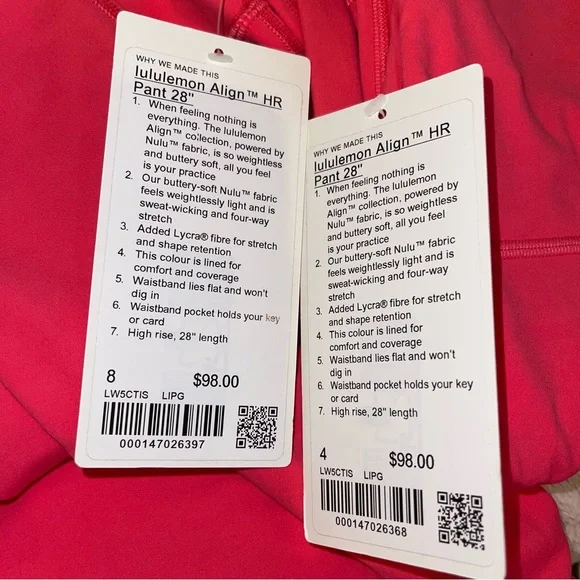 WHY WE MADE THIS
lululemon Align™ HR
Pant 28"
1. When feeling nothing is
everything. The lululemon
Align™ collection, powered by
Nulu™ fabric, is so weightless
and buttery soft, all you feel
is your practice
2. Our buttery-soft Nulu™ fabric
feels weightlessly light and is
sweat-wicking and four-way
stretch
3. Added Lycra® fibre for stretch
and shape retention
4. This colour is lined for
comfort and coverage
5. Waistband lies flat and won't
dig in
6. Waistband pocket holds your key
or card
7. High rise, 28" length
8 $98.00
LW5CTIS LIPG
000147026397
WHY WE MADE THIS
lululemon Align™ HR
Pant 28"
1. When feeling nothing is
everything. The lululemon
Align™ collection, powered by
Nulu™ fabric, is so weightless
and buttery soft, all you feel
is your practice
2. Our buttery-soft Nulu™ fabric
feels weightlessly light and is
sweat-wicking and four-way
stretch
3. Added Lycra® fibre for stretch
and shape retention
4. This colour is lined for
comfort and coverage
5. Waistband lies flat and won't
dig in
6. Waistband pocket holds your key
or card
7. High rise, 28" length
4 $98.00
LW5CTIS LIPG
000147026368